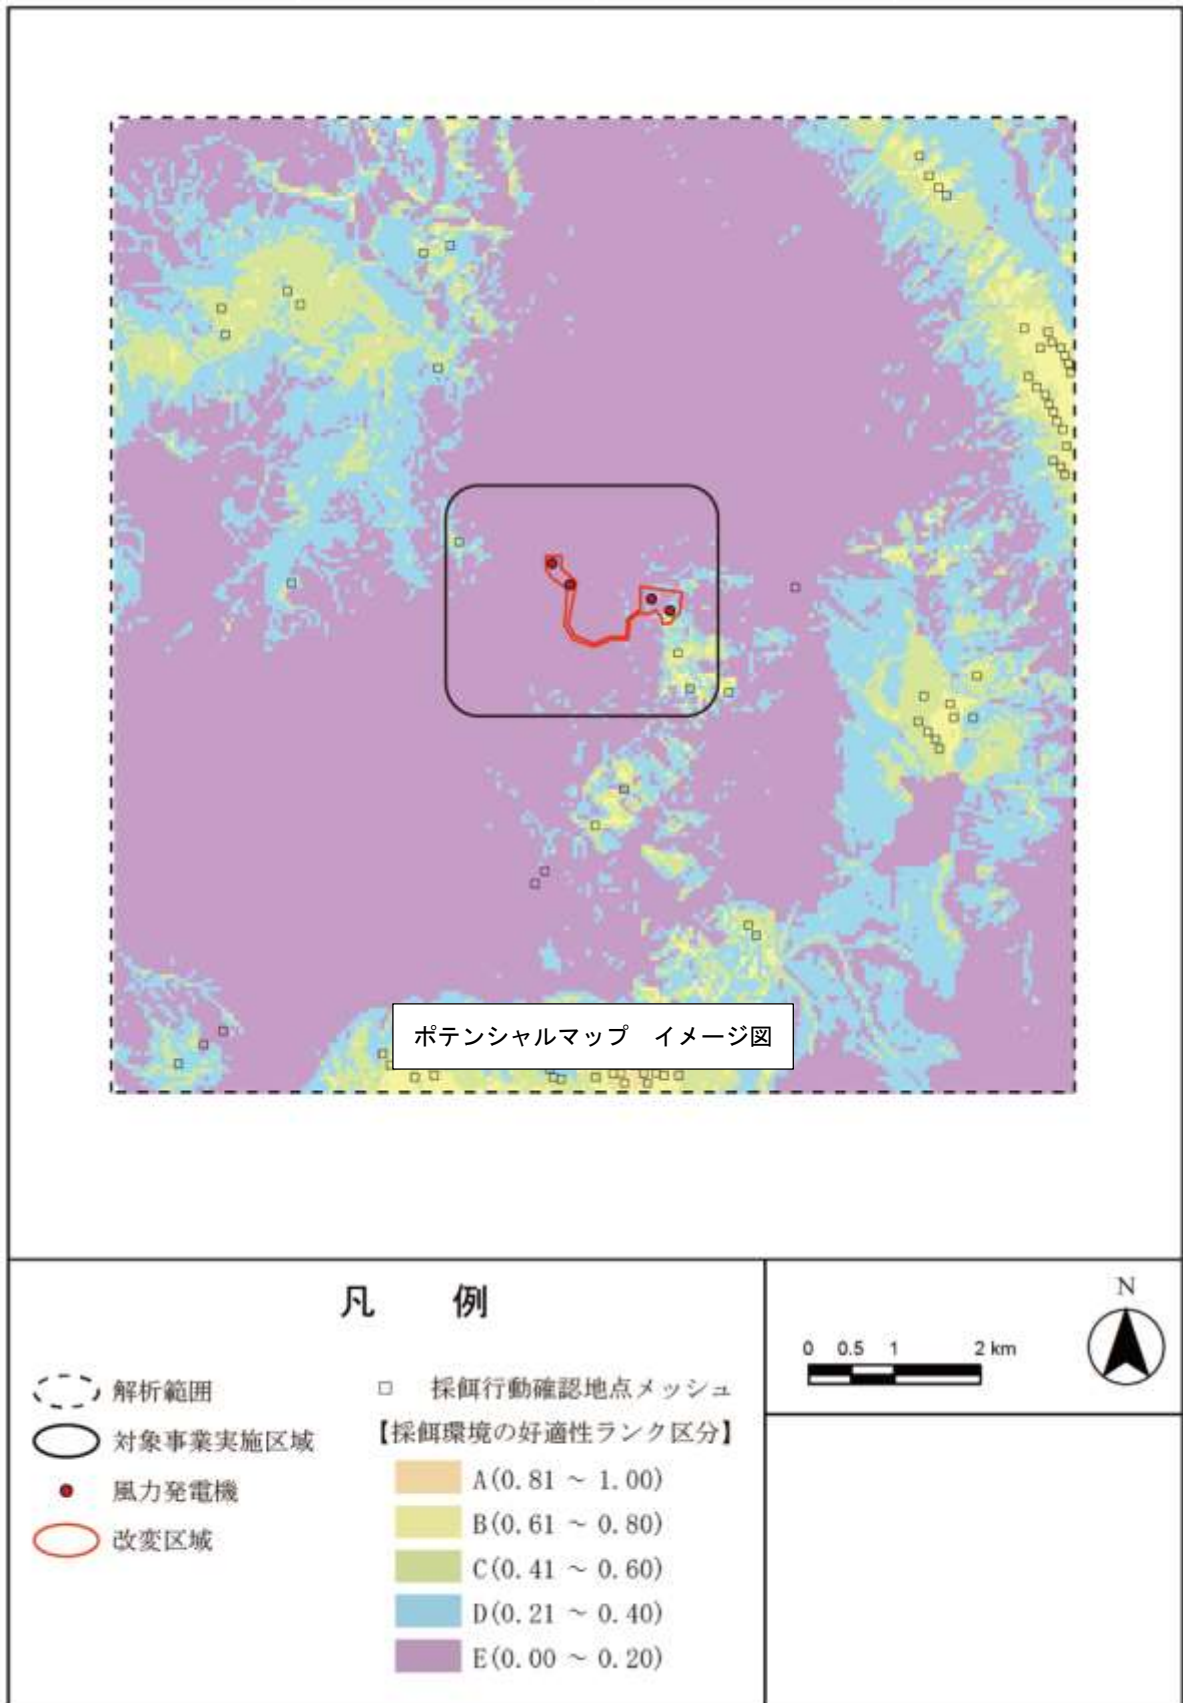 ポテンシャルマップ　イメージ図
凡　例
解析範囲
対象事業実施区域
風力発電機
改変区域
採餌行動確認地点メッシュ
【採餌環境の好適性ランク区分】
A(0.81 ～ 1.00)
B(0.61 ～ 0.80)
C(0.41 ～ 0.60)
D(0.21 ～ 0.40)
E(0.00 ～ 0.20)
0 0.5 1 2 km
N